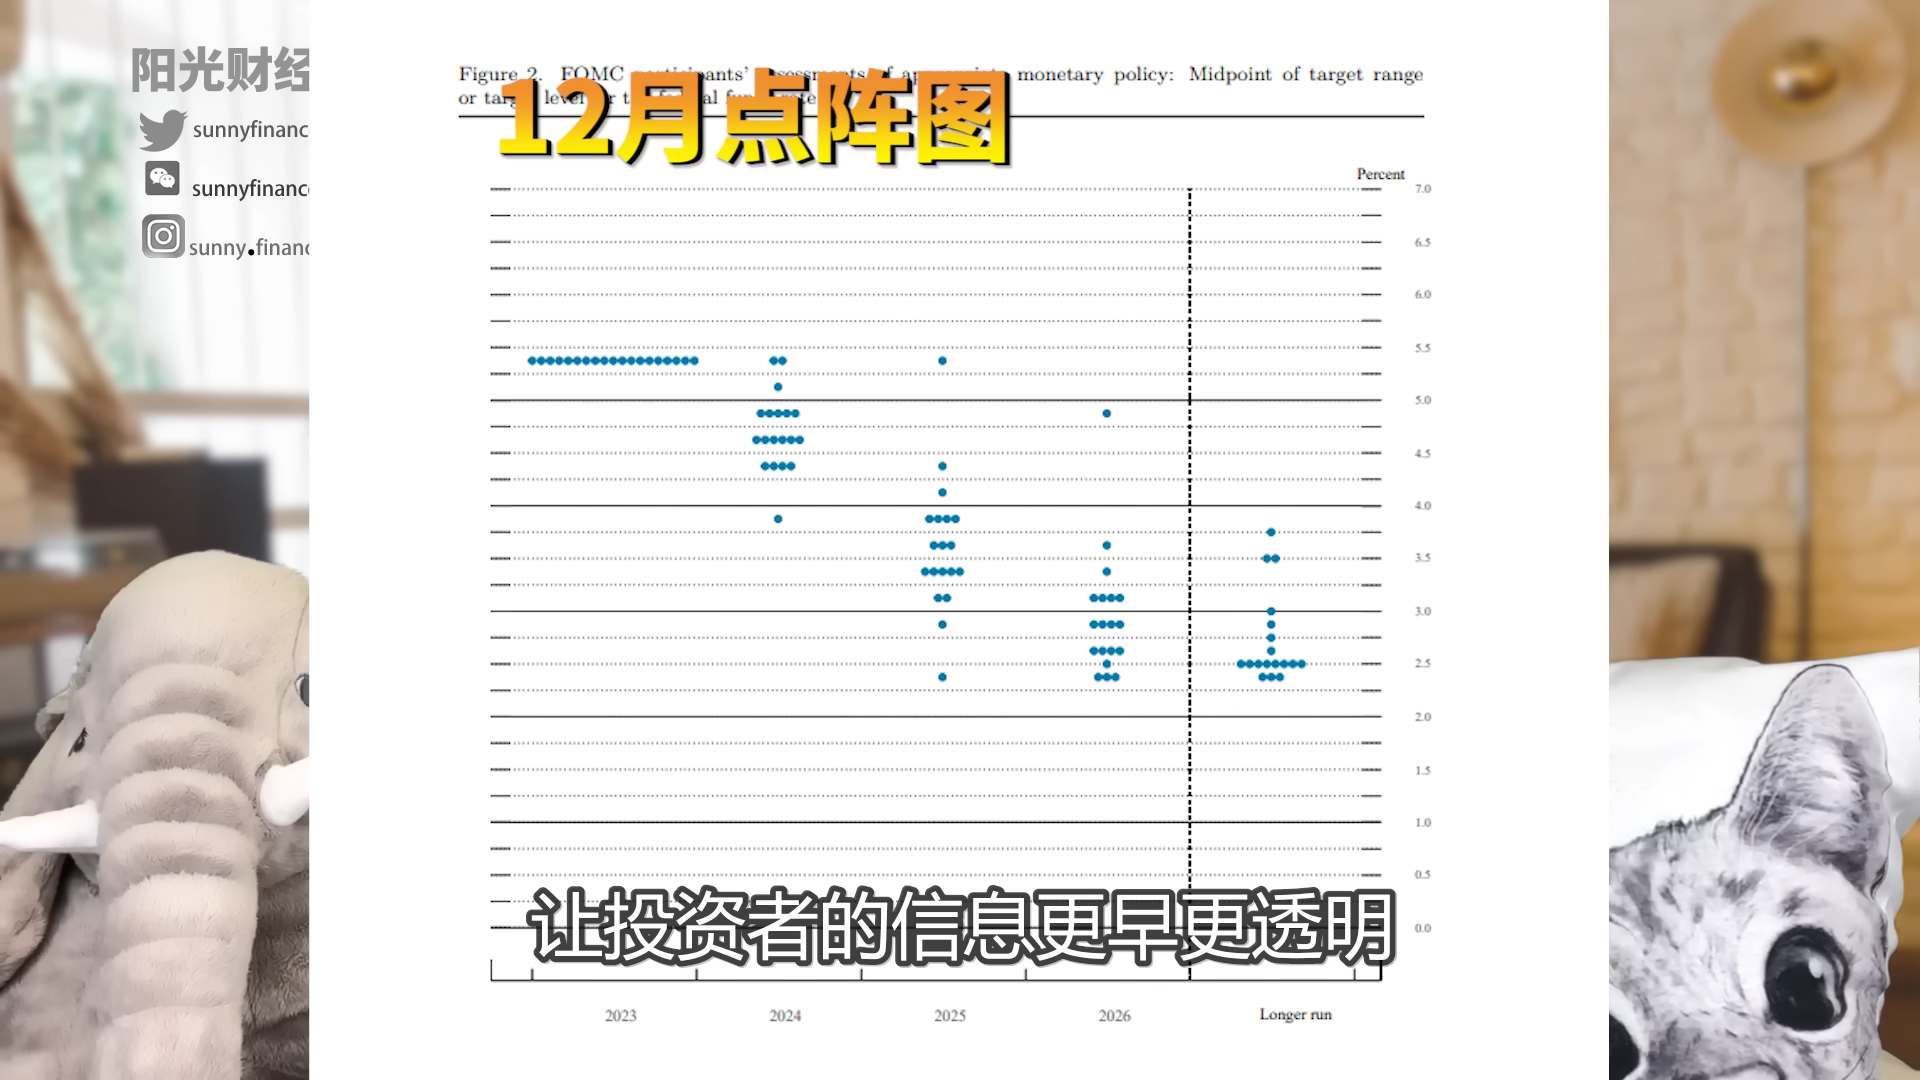 阳光财经
sunnyfinanc
sunnyfinanc
sunny.financ
Figure 2. FOMC monetary policy: Midpoint of target range
or
12月点阵图
Percent
7.0
6.5
6.0
5.5
5.0
4.5
4.0
3.5
3.0
2.5
2.0
1.5
1.0
0.5
0.0
让投资者的信息更早更透明
2023 2024 2025 2026 Longer run